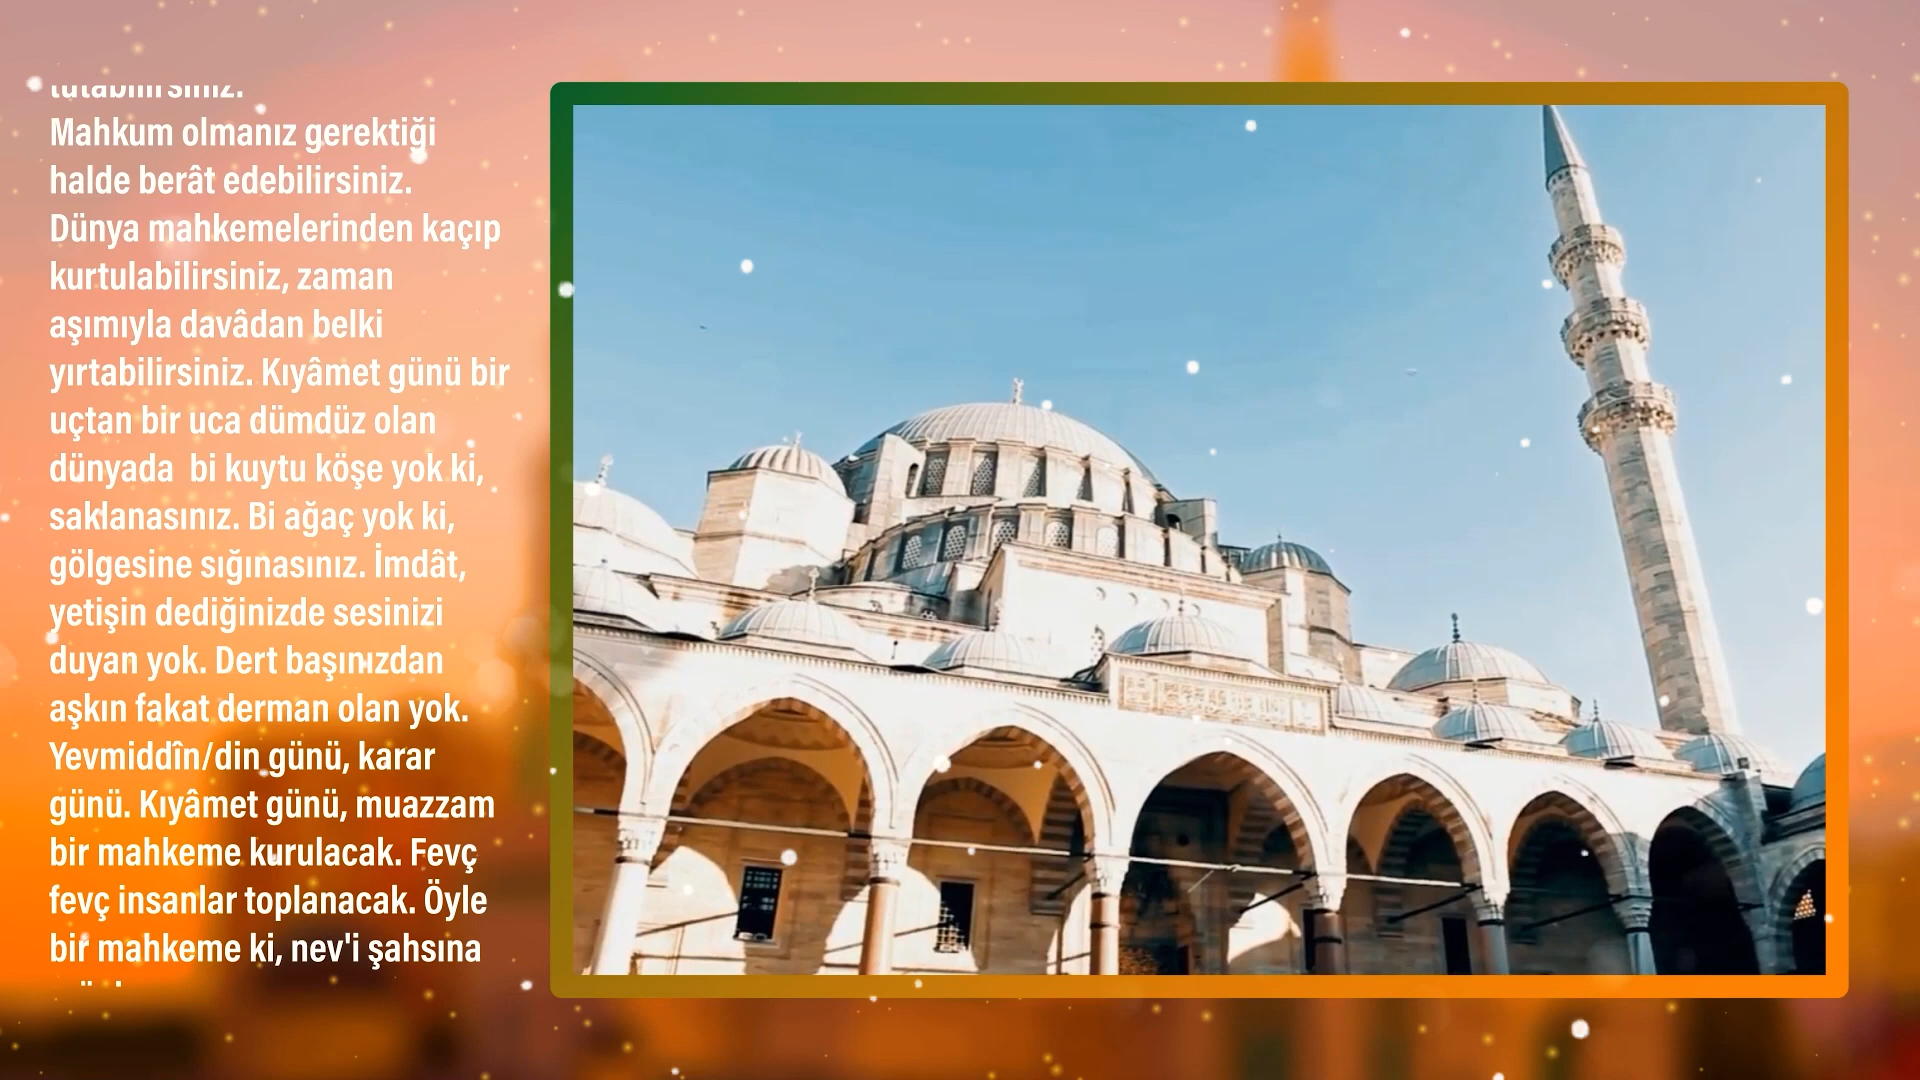 tutabilirsiniz.
Mahkum olmanız gerektiği
halde berât edebilirsiniz.
Dünya mahkemelerinden kaçıp
kurtulabilirsiniz, zaman
aşımıyla davâdan belki
yırtabilirsiniz. Kıyâmet günü bir
uçtan bir uca dümdüz olan
dünyada  bi kuytu köşe yok ki,
saklanasınız. Bi ağaç yok ki,
gölgesine sığınasınız. İmdât,
yetişin dediğinizde sesinizi
duyan yok. Dert başınızdan
aşkın fakat derman olan yok.
Yevmiddîn/din günü, karar
günü. Kıyâmet günü, muazzam
bir mahkeme kurulacak. Fevç
fevç insanlar toplanacak. Öyle
bir mahkeme ki, nev'i şahsına